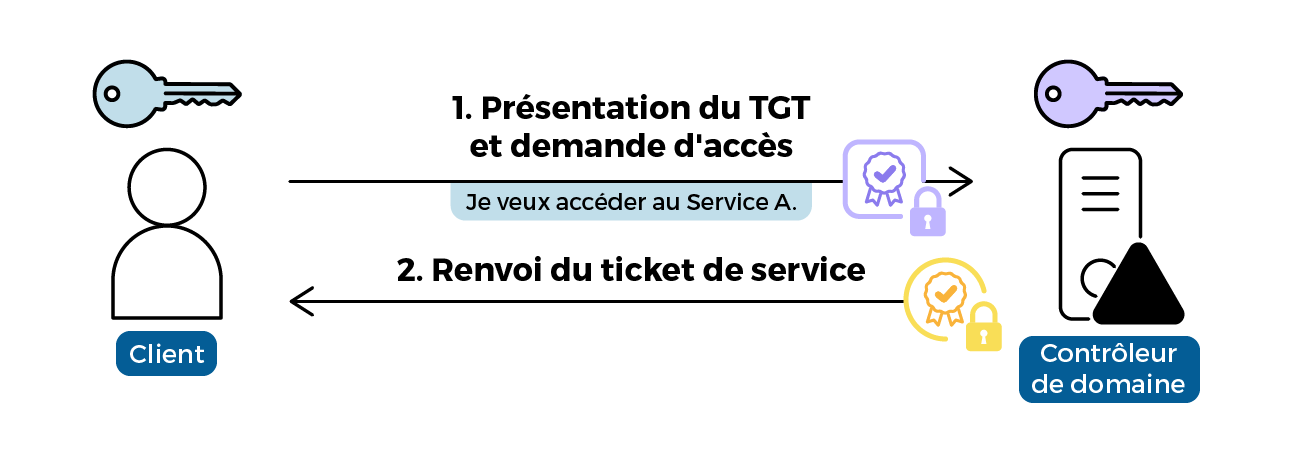 1. Présentation du TGT
et demande d'accès
Je veux accéder au Service A.
2. Renvoi du ticket de service
Client
Contrôleur
de domaine